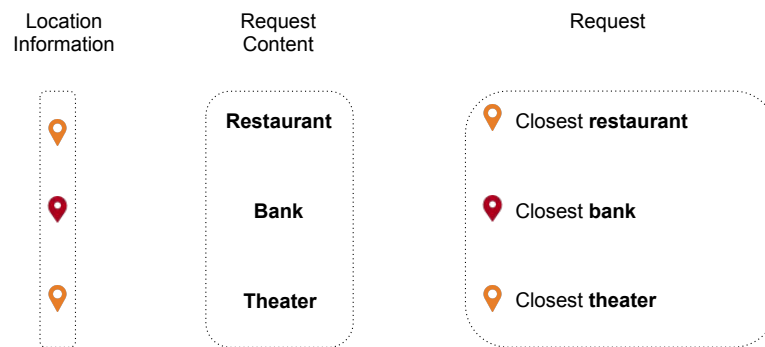 Location
Information
Request
Content
Request
Restaurant
Closest restaurant
Bank
Closest bank
Theater
Closest theater